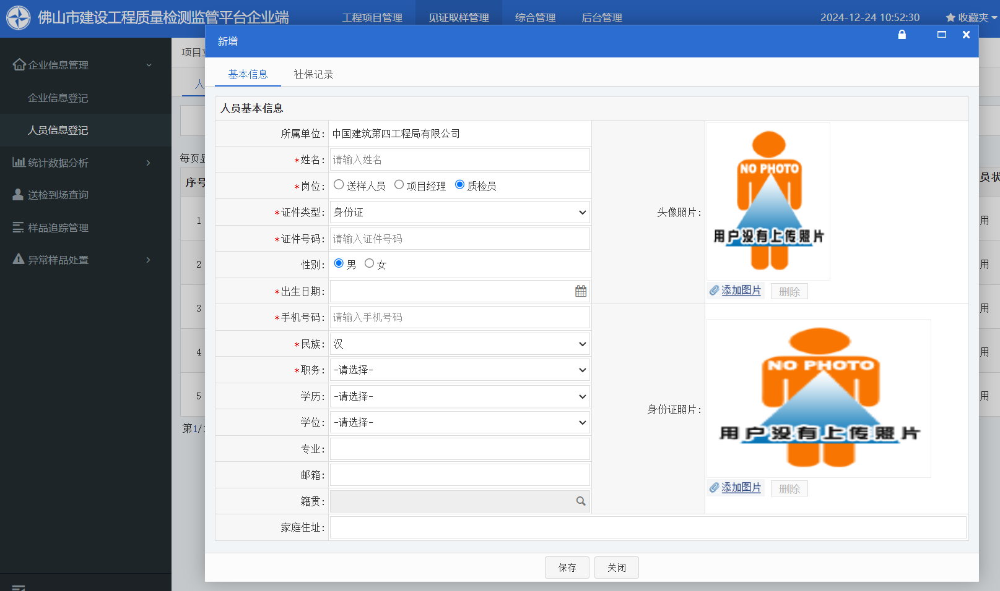 佛山市建设工程质量检测监管平台企业端
工程项目管理
见证取样管理
综合管理
后台管理
2024-12-24 10:52:30
收藏夹
企业信息管理
企业信息登记
人员信息登记
统计数据分析
送检到场查询
样品追踪管理
异常样品处置
项目
人
每页显
序号
1
2
3
4
5
第1/1
员状
用
用
用
用
用
新增
基本信息
社保记录
人员基本信息
所属单位: 中国建筑第四工程局有限公司
*姓名: 请输入姓名
*岗位: 送样人员 项目经理 质检员
*证件类型: 身份证
*证件号码: 请输入证件号码
性别: 男 女
*出生日期:
*手机号码: 请输入手机号码
*民族: 汉
*职务: -请选择-
学历: -请选择-
学位: -请选择-
专业:
邮箱:
籍贯:
家庭住址:
头像照片:
NO PHOTO
用户没有上传照片
添加图片 删除
身份证照片:
NO PHOTO
用户没有上传照片
添加图片 删除
保存 关闭